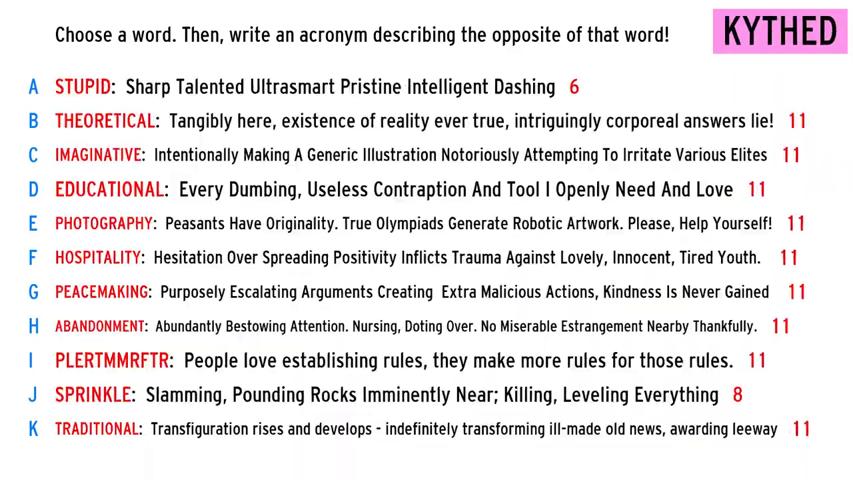 Choose a word. Then, write an acronym describing the opposite of that word!
KYTHED
A STUPID: Sharp Talented Ultrasmart Pristine Intelligent Dashing 6
B THEORETICAL: Tangibly here, existence of reality ever true, intriguingly corporeal answers lie! 11
C IMAGINATIVE: Intentionally Making A Generic Illustration Notoriously Attempting To Irritate Various Elites 11
D EDUCATIONAL: Every Dumbing, Useless Contraption And Tool I Openly Need And Love 11
E PHOTOGRAPHY: Peasants Have Originality. True Olympiads Generate Robotic Artwork. Please, Help Yourself! 11
F HOSPITALITY: Hesitation Over Spreading Positivity Inflicts Trauma Against Lovely, Innocent, Tired Youth. 11
G PEACEMAKING: Purposely Escalating Arguments Creating Extra Malicious Actions, Kindness Is Never Gained 11
H ABANDONMENT: Abundantly Bestowing Attention. Nursing, Doting Over. No Miserable Estrangement Nearby Thankfully. 11
I PLERTMMRFTR: People love establishing rules, they make more rules for those rules. 11
J SPRINKLE: Slamming, Pounding Rocks Imminently Near; Killing, Leveling Everything 8
K TRADITIONAL: Transfiguration rises and develops - indefinitely transforming ill-made old news, awarding leeway 11